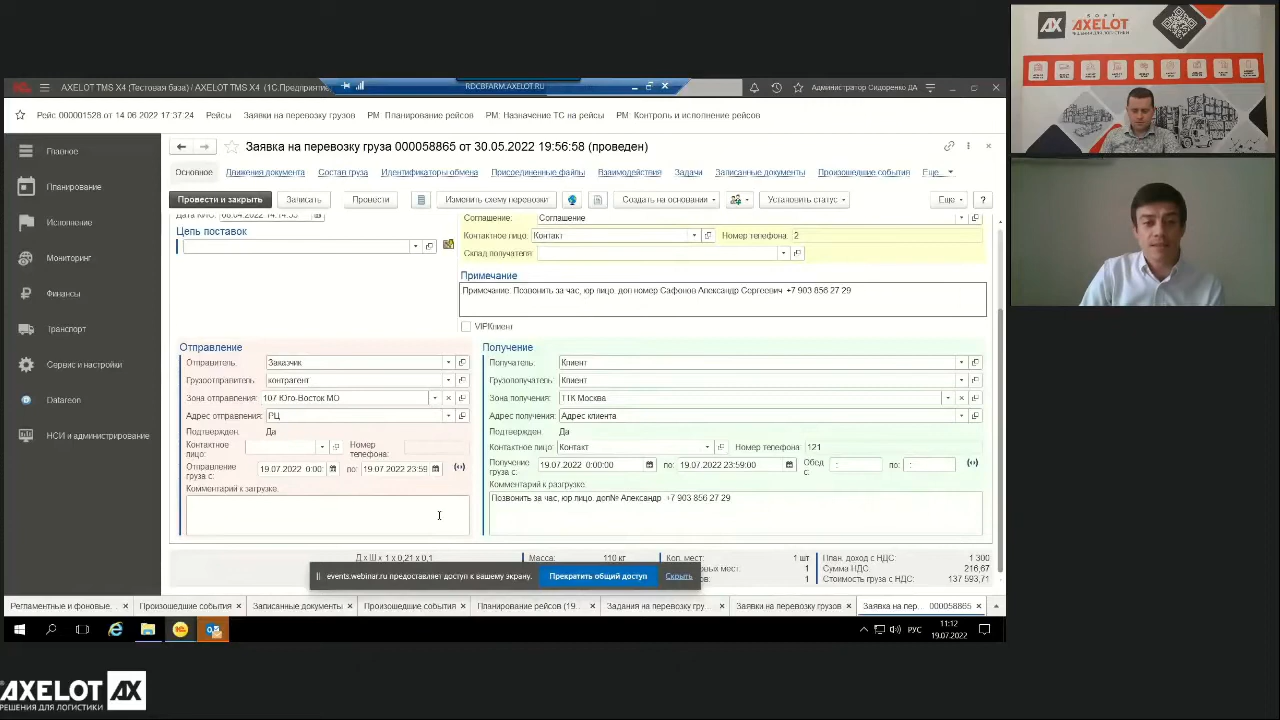 SOFT
AXELOT
РЕШЕНИЯ ДЛЯ ЛОГИСТИКИ
AXELOT TMS X4 (Тестовая база) / AXELOT TMS X4 (1С:Предприятие
RDCBFARM.AXELOT.RU
Администратор Сидоренко ДА
Рейс 000001528 от 14 06 2022 17 37 24 Рейсы Заявки на перевозку грузов РМ: Планирование рейсов РМ: Назначение ТС на рейсы РМ: Контроль и исполнение рейсов
Главное
Планирование
Исполнение
Мониторинг
Финансы
Транспорт
Сервис и настройки
Datareon
НСИ и администрирование
Заявка на перевозку груза 000058865 от 30.05.2022 19:56:58 (проведен)
Основное Движения документа Состав груза Идентификаторы обмена Присоединенные файлы Взаимодействия Задачи Записанные документы Произошедшие события Еще...
Провести и закрыть Записать Провести Изменить схему перевозки Создать на основании Установить статус Еще ?
Соглашение: Соглашение
Цепь поставок
Контактное лицо: Контакт Номер телефона: 2
Склад получателя:
Примечание
Примечание: Позвонить за час, юр лицо. доп номер Сафонов Александр Сергеевич +7 903 856 27 29
VIPКлиент
Отправление
Отправитель: Заказчик
Грузоотправитель: контрагент
Зона отправления: 107 Юго-Восток МО
Адрес отправления: РЦ
Подтвержден: Да
Контактное лицо: Номер телефона:
Отправление груза с: 19.07.2022 0:00 по: 19.07.2022 23:59
Комментарий к загрузке:
Получение
Получатель: Клиент
Грузополучатель: Клиент
Зона получения: ТТК Москва
Адрес получения: Адрес клиента
Подтвержден: Да
Контактное лицо: Контакт Номер телефона: 121
Получение груза с: 19.07.2022 0:00:00 по: 19.07.2022 23:59:00 Обед с: : по: :
Комментарий к разгрузке:
Позвонить за час, юр лицо. доп№ Александр +7 903 856 27 29
Д x Ш x 1 x 0,21 x 0,1 Масса: 110 кг Кол. мест: 1 шт План. доход с НДС: 1 300
1 Сумма НДС: 216,67
1 Стоимость груза с НДС: 137 593,71
events.webinar.ru предоставляет доступ к вашему экрану. Прекратить общий доступ Скрыть
Регламентные и фоновые... Произошедшие события Записанные документы Произошедшие события Планирование рейсов (19... Задания на перевозку гру... Заявки на перевозку грузов Заявка на пер... 000058865
РУС
11:12
19.07.2022
AXELOT AX
РЕШЕНИЯ ДЛЯ ЛОГИСТИКИ